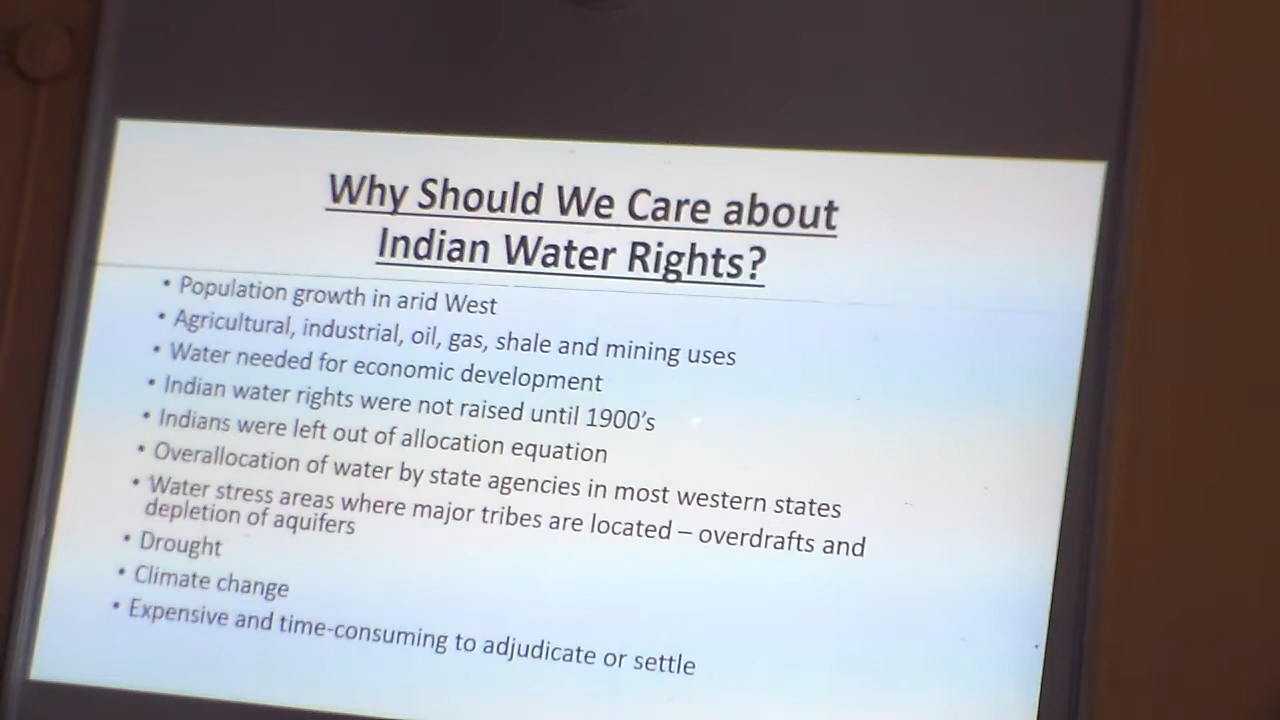 Why Should We Care about
Indian Water Rights?
• Population growth in arid West
• Agricultural, industrial, oil, gas, shale and mining uses
• Water needed for economic development
• Indian water rights were not raised until 1900's
• Indians were left out of allocation equation
• Overallocation of water by state agencies in most western states
• Water stress areas where major tribes are located – overdrafts and
depletion of aquifers
• Drought
• Climate change
• Expensive and time-consuming to adjudicate or settle